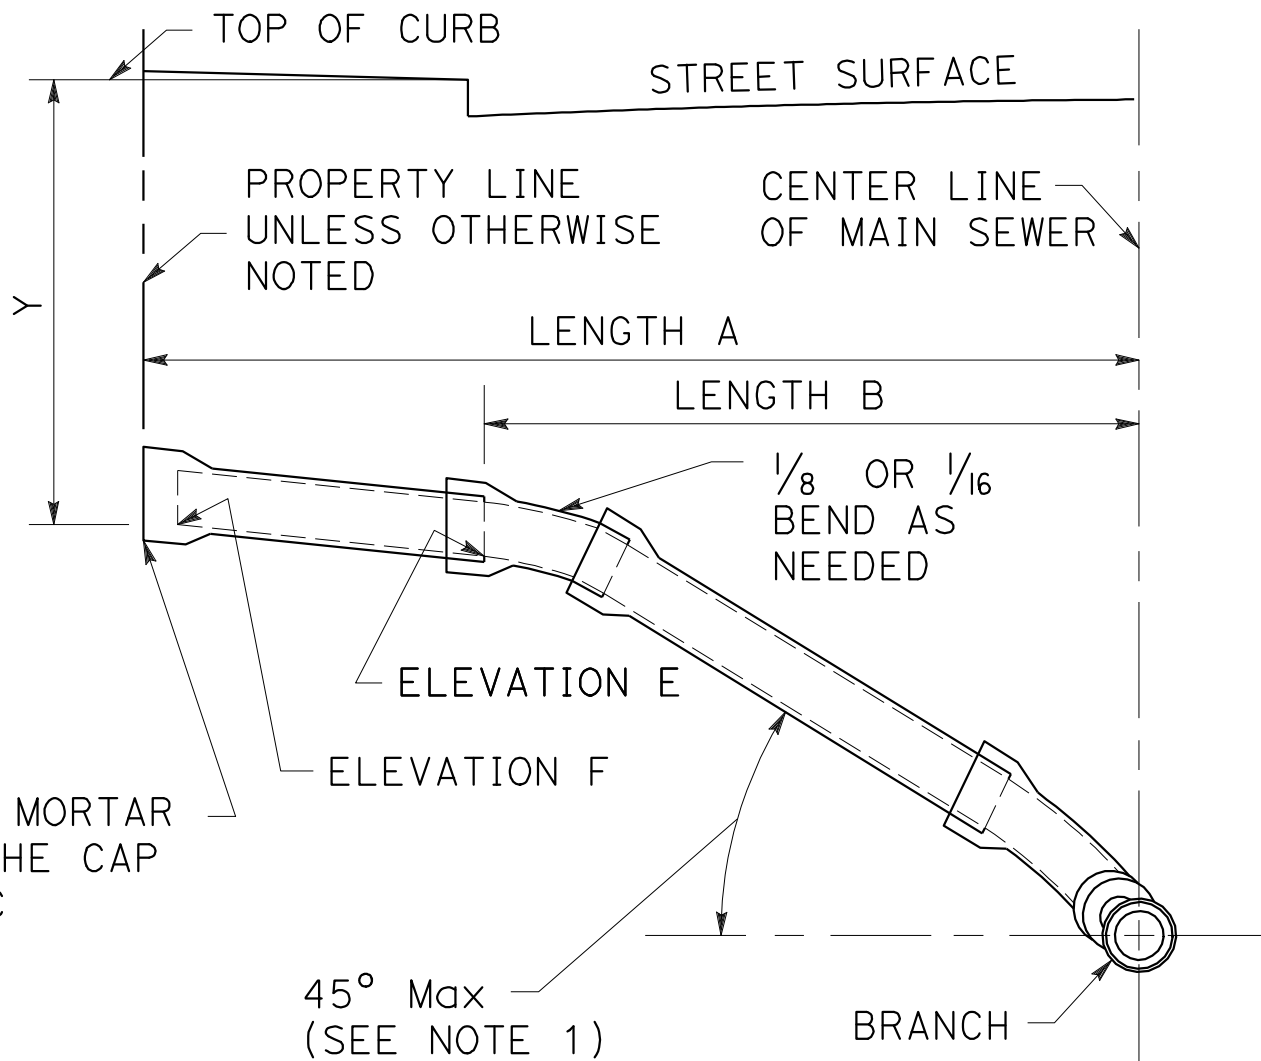 TOP OF CURB
STREET SURFACE
PROPERTY LINE
UNLESS OTHERWISE
NOTED
CENTER LINE
OF MAIN SEWER
Y
LENGTH A
LENGTH B
1/8 OR 1/16
BEND AS
NEEDED
ELEVATION E
ELEVATION F
MORTAR
HE CAP
45° Max
(SEE NOTE 1)
BRANCH